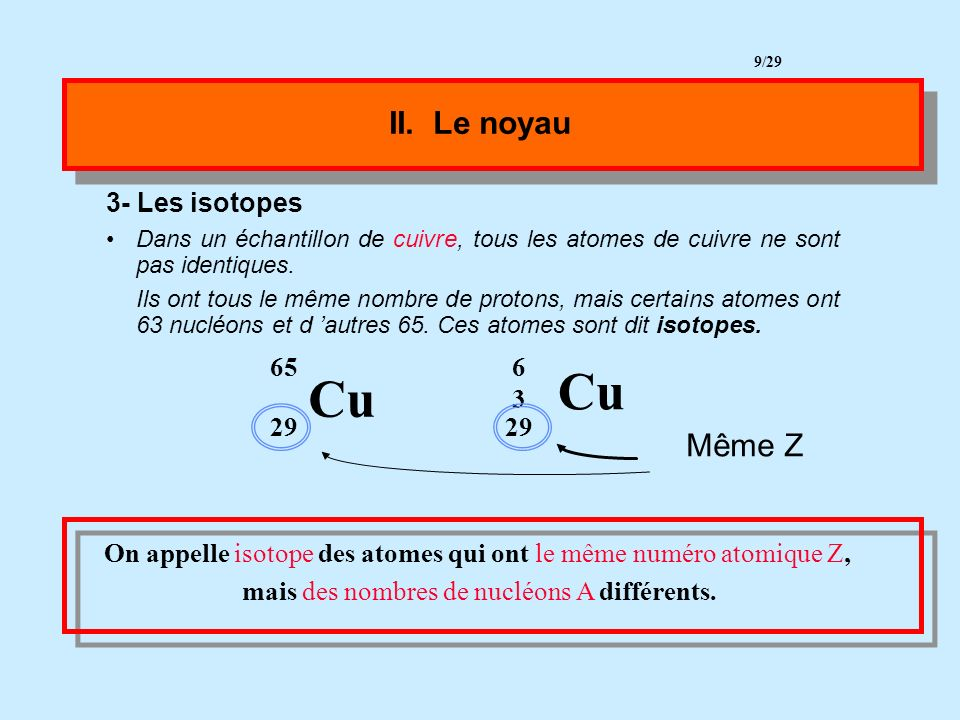 9/29
II. Le noyau
3- Les isotopes
• Dans un échantillon de cuivre, tous les atomes de cuivre ne sont
pas identiques.
Ils ont tous le même nombre de protons, mais certains atomes ont
63 nucléons et d ’autres 65. Ces atomes sont dit isotopes.
65
Cu
29
6
3
Cu
29
Même Z
On appelle isotope des atomes qui ont le même numéro atomique Z,
mais des nombres de nucléons A différents.